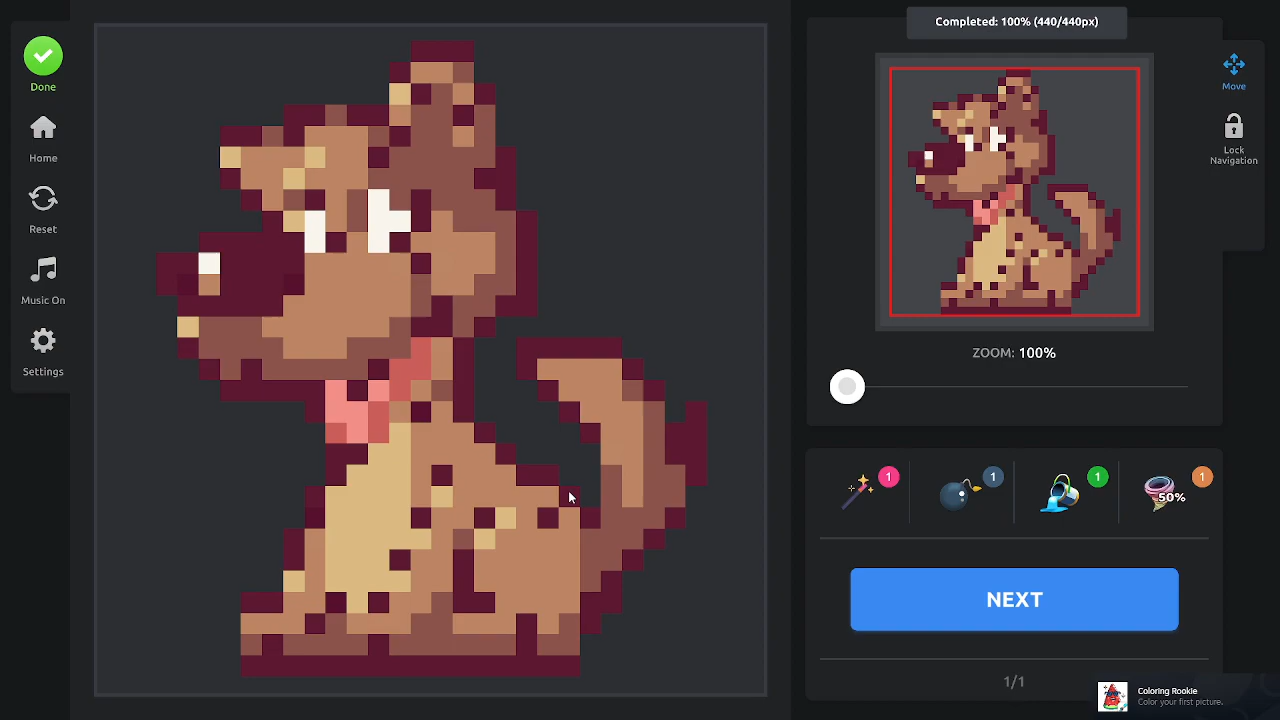 Completed: 100% (440/440px)
Done
Home
Reset
Music On
Settings
Move
Lock
Navigation
ZOOM: 100%
1
1
1
1
50%
NEXT
1/1
Coloring Rookie
Color your first picture.